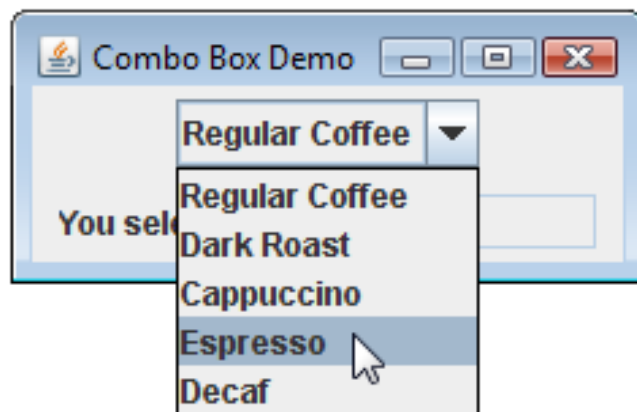 Combo Box Demo
Regular Coffee
Regular Coffee
You sel
Dark Roast
Cappuccino
Espresso
Decaf